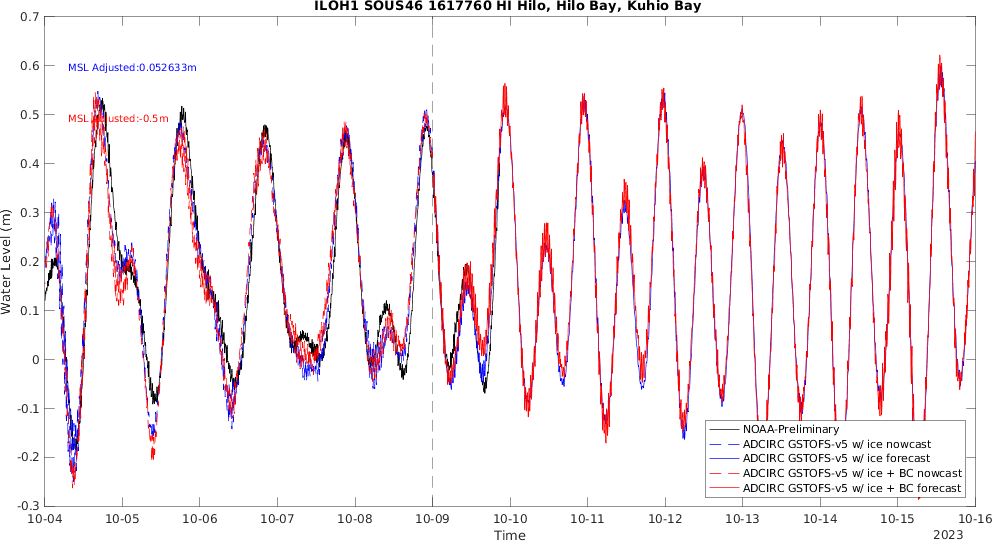 ILOH1 SOUS46 1617760 HI Hilo, Hilo Bay, Kuhio Bay
0.7
0.6
0.5
0.4
0.3
0.2
0.1
0
-0.1
-0.2
-0.3
Water Level (m)
MSL Adjusted:0.052633m
MSL Adjusted:-0.5m
NOAA-Preliminary
ADCIRC GSTOFS-v5 w/ ice nowcast
ADCIRC GSTOFS-v5 w/ ice forecast
ADCIRC GSTOFS-v5 w/ ice + BC nowcast
ADCIRC GSTOFS-v5 w/ ice + BC forecast
10-04 10-05 10-06 10-07 10-08 10-09 10-10 10-11 10-12 10-13 10-14 10-15 10-16
Time
2023